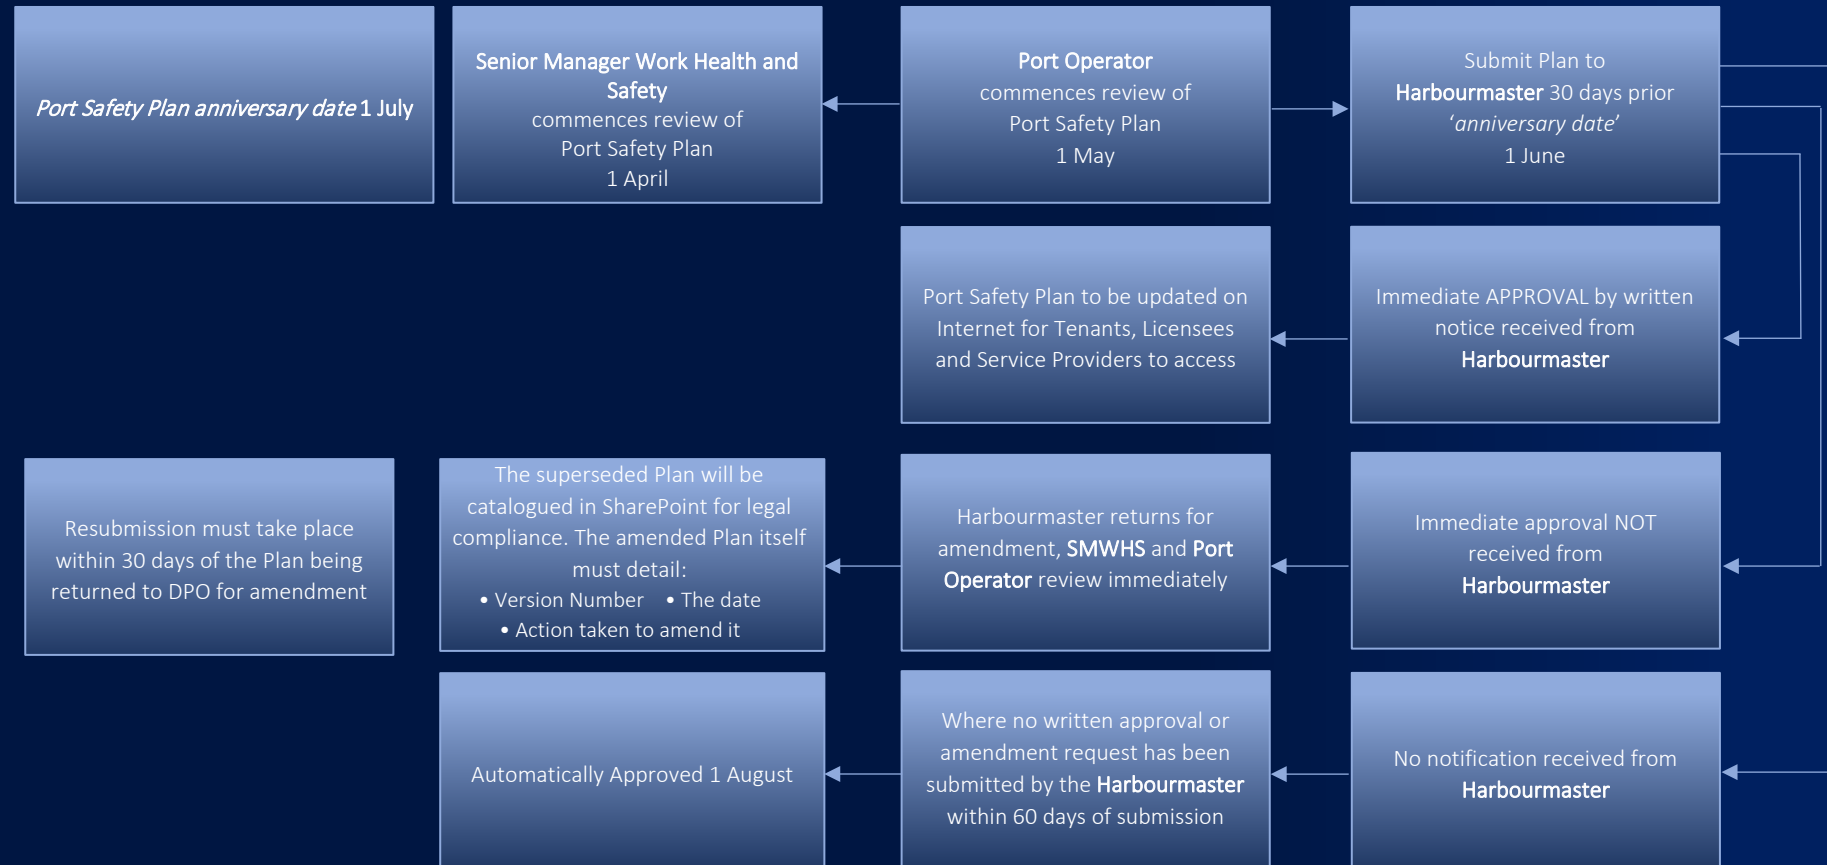 Port Safety Plan anniversary date 1 July
Senior Manager Work Health and
Safety
commences review of
Port Safety Plan
1 April
Port Operator
commences review of
Port Safety Plan
1 May
Submit Plan to
Harbourmaster 30 days prior
‘anniversary date’
1 June
Port Safety Plan to be updated on
Internet for Tenants, Licensees
and Service Providers to access
Immediate APPROVAL by written
notice received from
Harbourmaster
Resubmission must take place
within 30 days of the Plan being
returned to DPO for amendment
The superseded Plan will be
catalogued in SharePoint for legal
compliance. The amended Plan itself
must detail:
• Version Number • The date
• Action taken to amend it
Harbourmaster returns for
amendment, SMWHS and Port
Operator review immediately
Immediate approval NOT
received from
Harbourmaster
Automatically Approved 1 August
Where no written approval or
amendment request has been
submitted by the Harbourmaster
within 60 days of submission
No notification received from
Harbourmaster